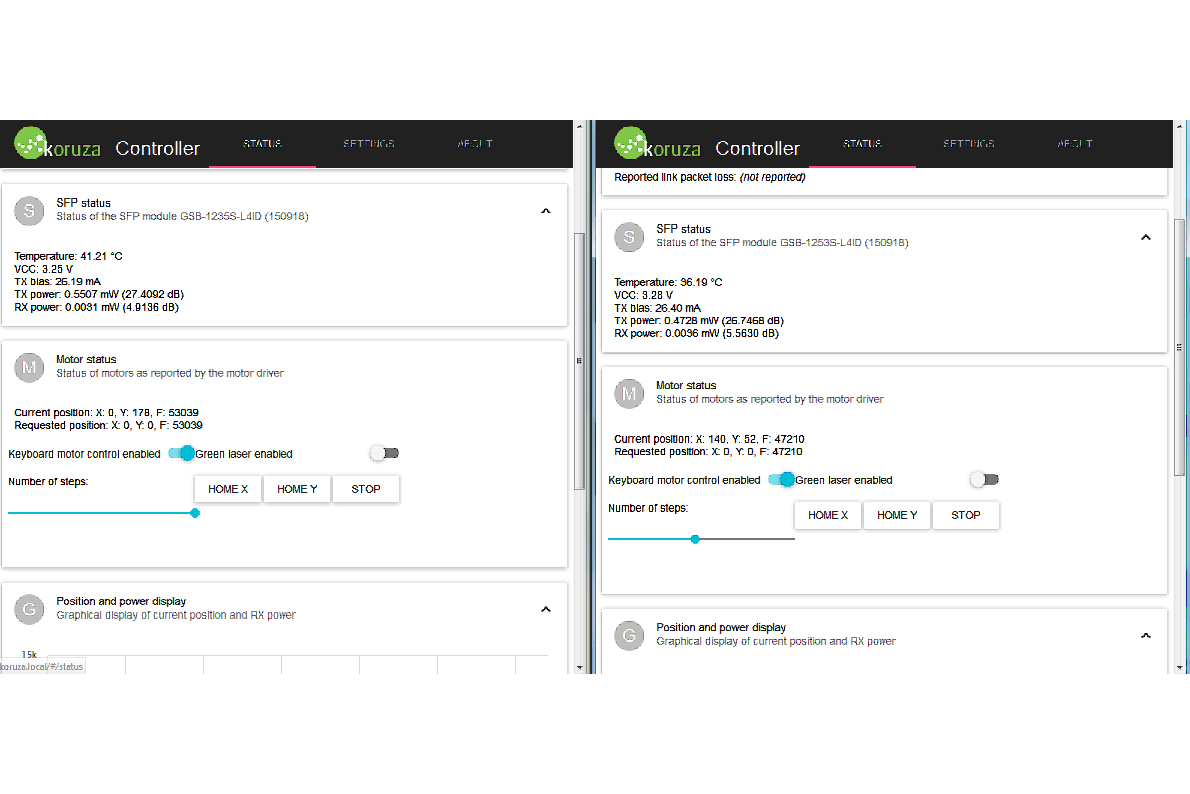 koruza Controller STATUS SETTINGS ABOUT
S SFP status
Status of the SFP module GSB-1235S-L4ID (150918)
Temperature: 41.21 °C
VCC: 3.25 V
TX bias: 26.19 mA
TX power: 0.5507 mW (27.4092 dB)
RX power: 0.0031 mW (4.9136 dB)
M Motor status
Status of motors as reported by the motor driver
Current position: X: 0, Y: 178, F: 53039
Requested position: X: 0, Y: 0, F: 53039
Keyboard motor control enabled Green laser enabled
Number of steps: HOME X HOME Y STOP
G Position and power display
Graphical display of current position and RX power
15k
koruza.local/#/status
koruza Controller STATUS SETTINGS ABOUT
Reported link packet loss: (not reported)
S SFP status
Status of the SFP module GSB-1253S-L4ID (150918)
Temperature: 36.19 °C
VCC: 3.28 V
TX bias: 26.40 mA
TX power: 0.4728 mW (26.7468 dB)
RX power: 0.0036 mW (5.5630 dB)
M Motor status
Status of motors as reported by the motor driver
Current position: X: 140, Y: 52, F: 47210
Requested position: X: 0, Y: 0, F: 47210
Keyboard motor control enabled Green laser enabled
Number of steps: HOME X HOME Y STOP
G Position and power display
Graphical display of current position and RX power